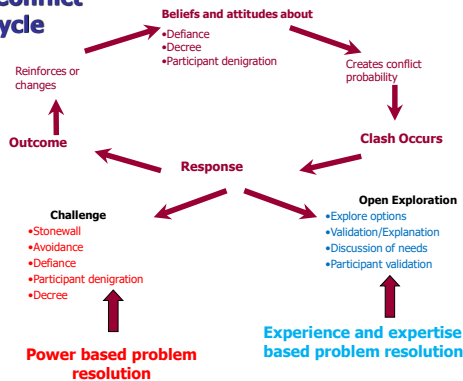 Conflict
ycle
Beliefs and attitudes about
•Defiance
•Decree
•Participant denigration
Reinforces or
changes
Creates conflict
probability
Outcome
Clash Occurs
Response
Challenge
•Stonewall
•Avoidance
•Defiance
•Participant denigration
•Decree
Open Exploration
•Explore options
•Validation/Explanation
•Discussion of needs
•Participant validation
Power based problem
resolution
Experience and expertise
based problem resolution